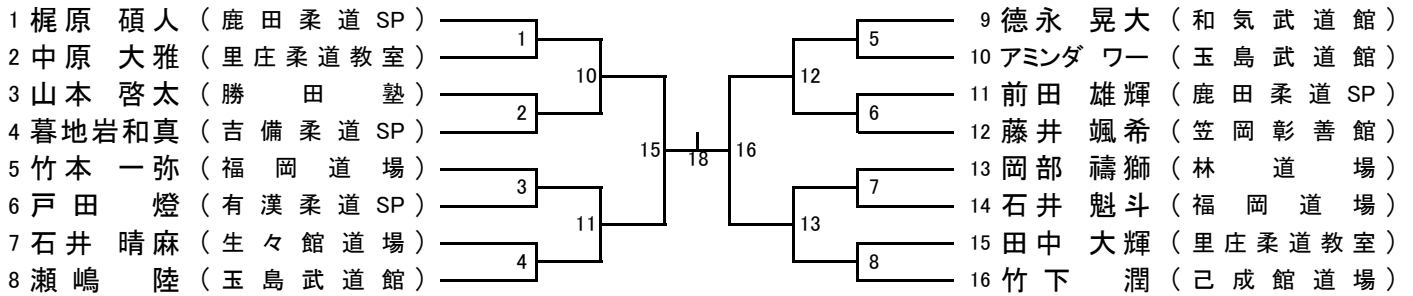 1 梶原 碩人 ( 鹿田柔道SP )
2 中原 大雅 ( 里庄柔道教室 )
3 山本 啓太 ( 勝田塾 )
4 暮地岩和真 ( 吉備柔道SP )
5 竹本 一弥 ( 福岡道場 )
6 戸田 燈 ( 有漢柔道SP )
7 石井 晴麻 ( 生々館道場 )
8 瀬嶋 陸 ( 玉島武道館 )
1
2
3
4
10
11
15
18
16
12
13
5
6
7
8
9 德永 晃大 ( 和気武道館 )
10 アミンダ ワー ( 玉島武道館 )
11 前田 雄輝 ( 鹿田柔道SP )
12 藤井 颯希 ( 笠岡彰善館 )
13 岡部 禱獅 ( 林道場 )
14 石井 魁斗 ( 福岡道場 )
15 田中 大輝 ( 里庄柔道教室 )
16 竹下 潤 ( 己成館道場 )